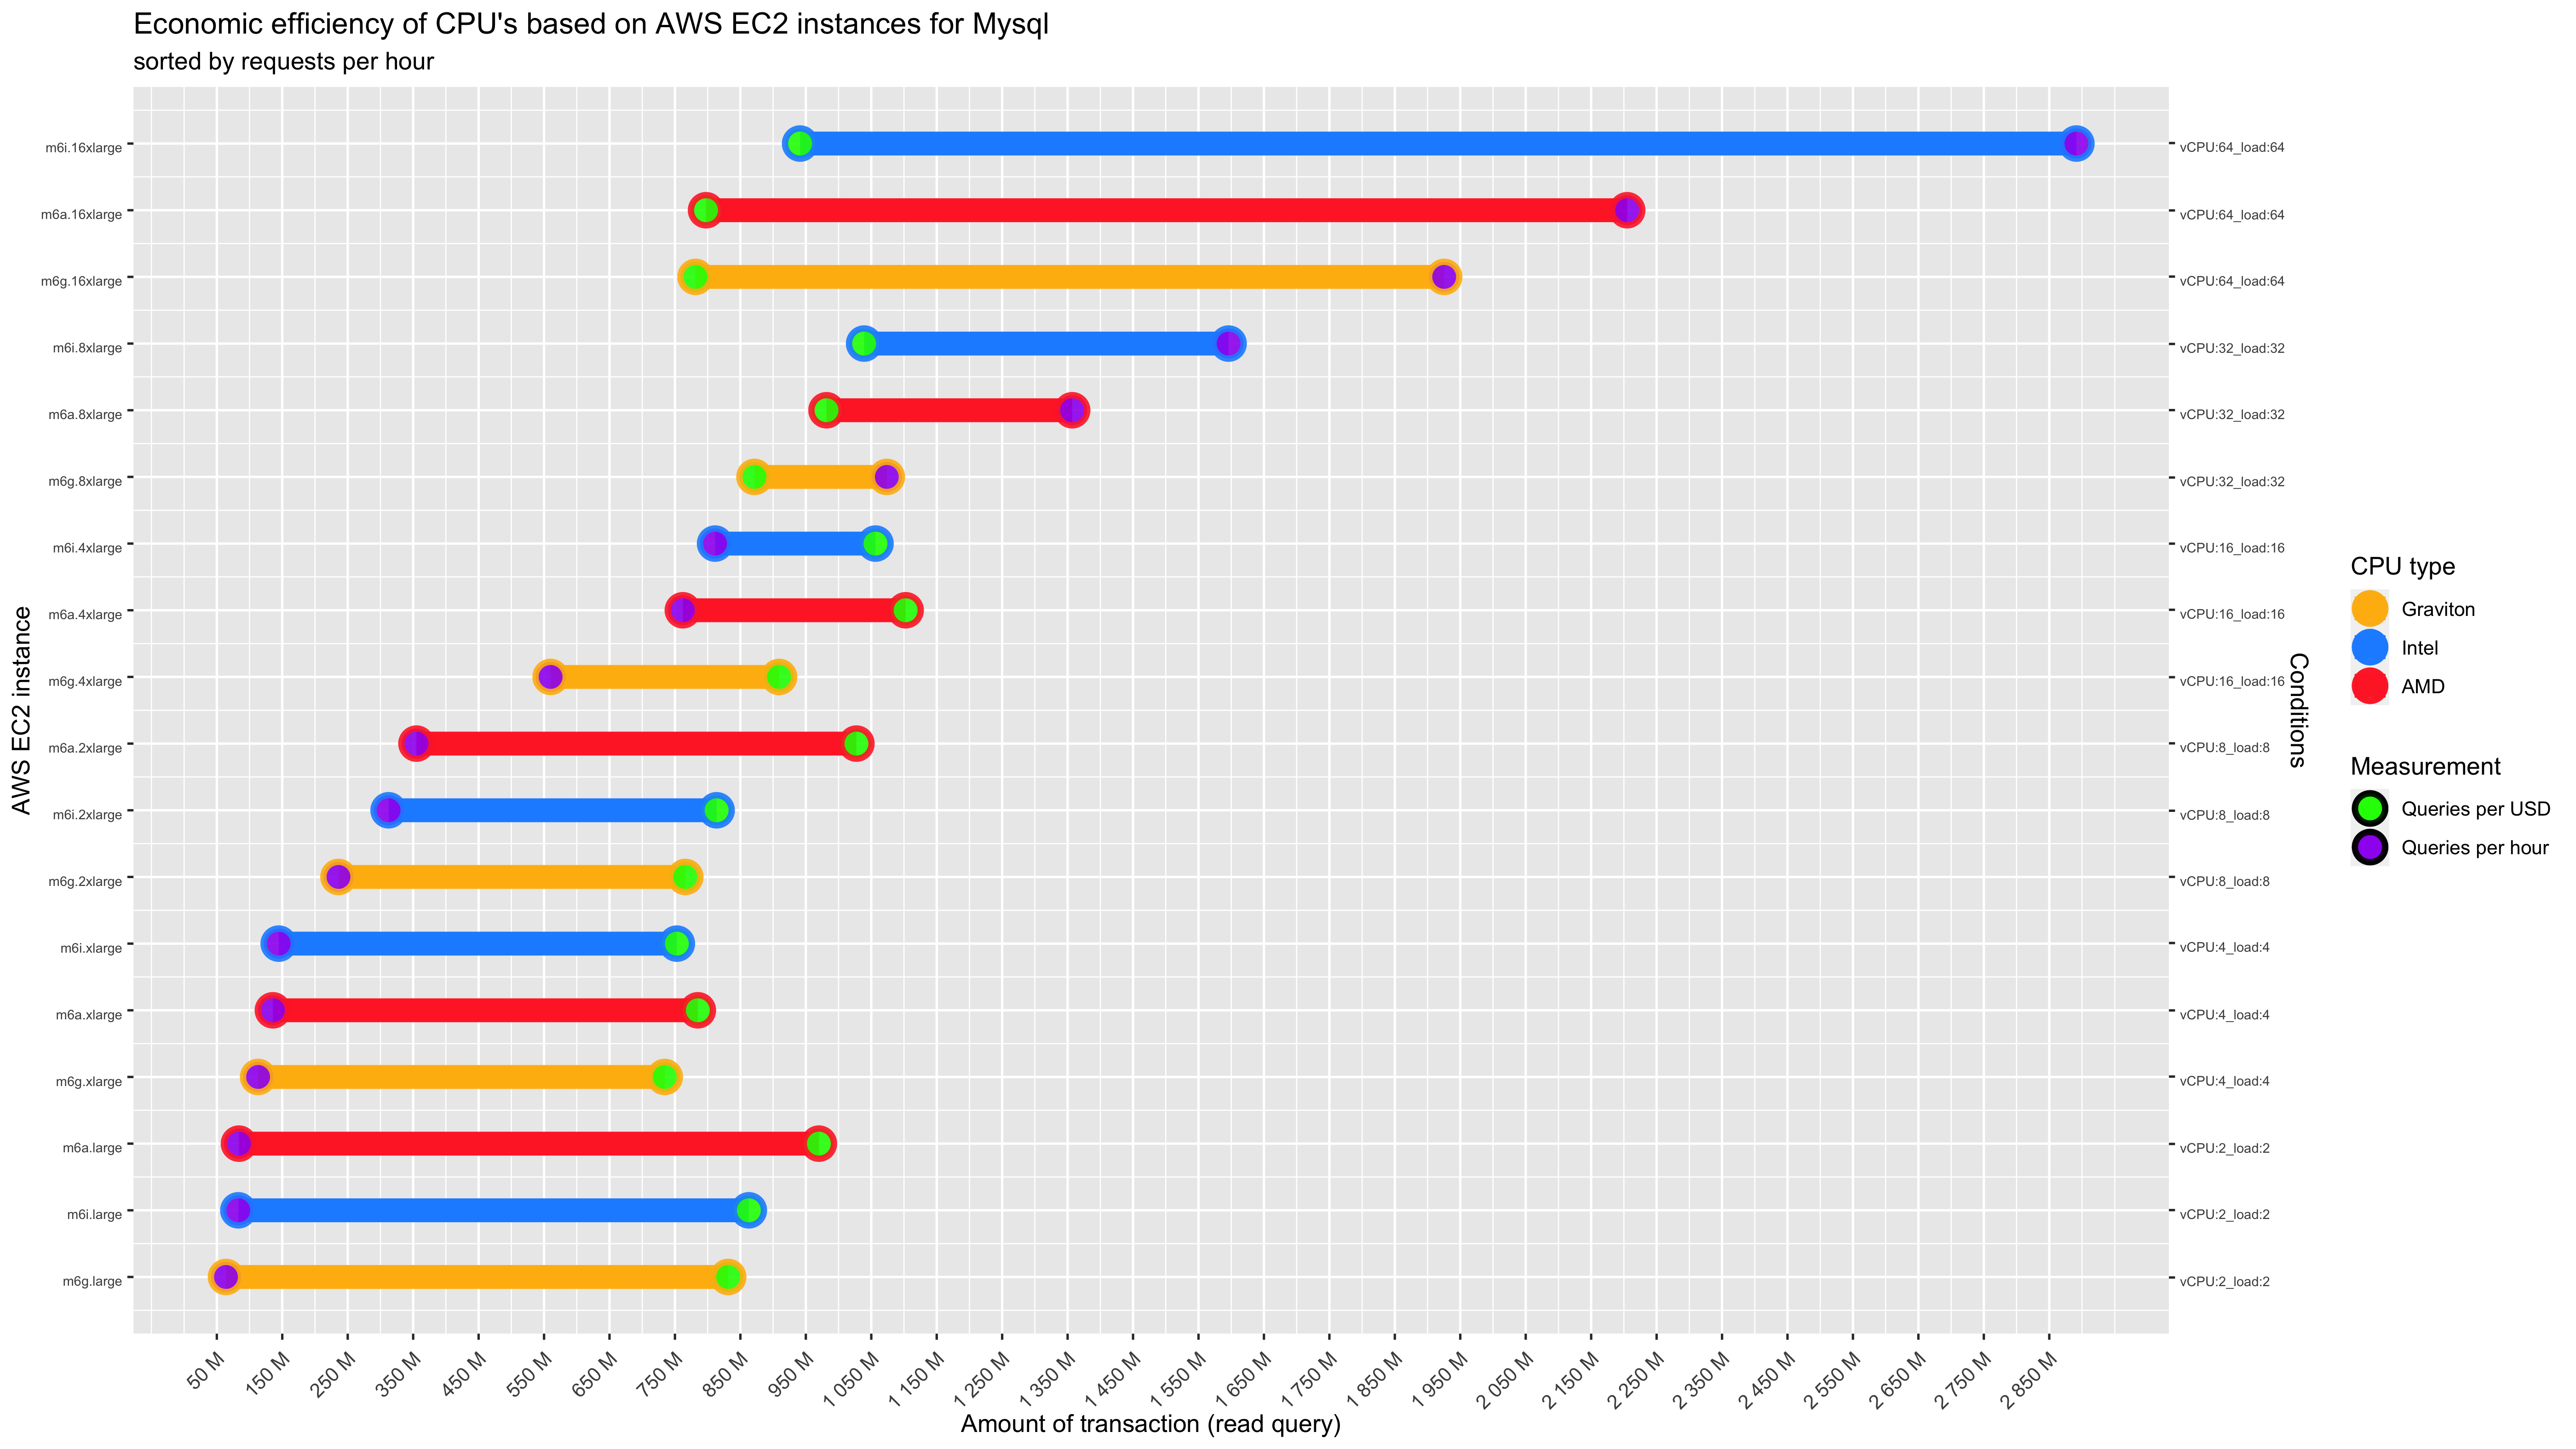 Economic efficiency of CPU's based on AWS EC2 instances for Mysql
sorted by requests per hour
AWS EC2 instance
m6i.16xlarge
m6a.16xlarge
m6g.16xlarge
m6i.8xlarge
m6a.8xlarge
m6g.8xlarge
m6i.4xlarge
m6a.4xlarge
m6g.4xlarge
m6a.2xlarge
m6i.2xlarge
m6g.2xlarge
m6i.xlarge
m6a.xlarge
m6g.xlarge
m6a.large
m6i.large
m6g.large
vCPU:64_load:64
vCPU:64_load:64
vCPU:64_load:64
vCPU:32_load:32
vCPU:32_load:32
vCPU:32_load:32
vCPU:16_load:16
vCPU:16_load:16
vCPU:16_load:16
vCPU:8_load:8
vCPU:8_load:8
vCPU:8_load:8
vCPU:4_load:4
vCPU:4_load:4
vCPU:4_load:4
vCPU:2_load:2
vCPU:2_load:2
vCPU:2_load:2
Conditions
50 M
150 M
250 M
350 M
450 M
550 M
650 M
750 M
850 M
950 M
1 050 M
1 150 M
1 250 M
1 350 M
1 450 M
1 550 M
1 650 M
1 750 M
1 850 M
1 950 M
2 050 M
2 150 M
2 250 M
2 350 M
2 450 M
2 550 M
2 650 M
2 750 M
2 850 M
Amount of transaction (read query)
CPU type
Graviton
Intel
AMD
Measurement
Queries per USD
Queries per hour